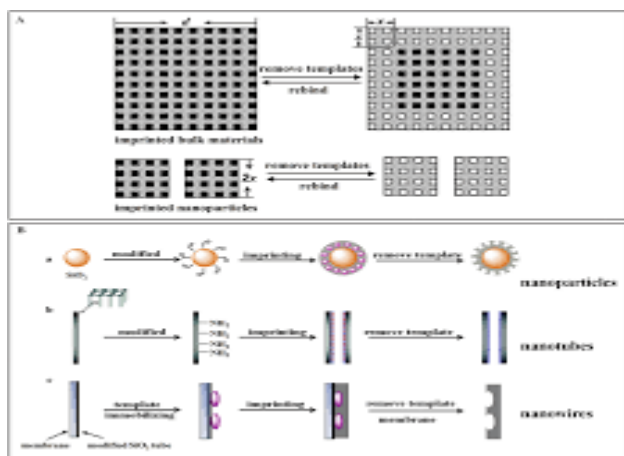 A
d
x
x
remove templates
rebind
imprinted bulk materials
remove templates
rebind
2x
imprinted nanoparticles
B
a
modified
imprinting
remove template
SiO₂
nanoparticles
b
modified
NH₂
NH₂
NH₂
NH₂
imprinting
remove template
nanotubes
c
template
immobilizing
imprinting
remove template
membrane
nanowires
membrane
modified SiO₂ tube